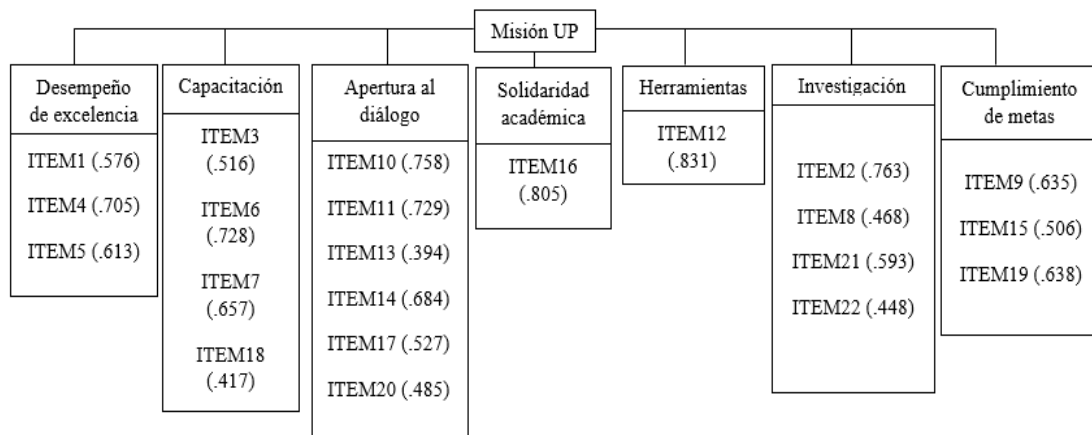 Misión UP
Desempeño
de excelencia
ITEM1 (.576)
ITEM4 (.705)
ITEM5 (.613)
Capacitación
ITEM3
(.516)
ITEM6
(.728)
ITEM7
(.657)
ITEM18
(.417)
Apertura al
diálogo
ITEM10 (.758)
ITEM11 (.729)
ITEM13 (.394)
ITEM14 (.684)
ITEM17 (.527)
ITEM20 (.485)
Solidaridad
académica
ITEM16
(.805)
Herramientas
ITEM12
(.831)
Investigación
ITEM2 (.763)
ITEM8 (.468)
ITEM21 (.593)
ITEM22 (.448)
Cumplimiento
de metas
ITEM9 (.635)
ITEM15 (.506)
ITEM19 (.638)